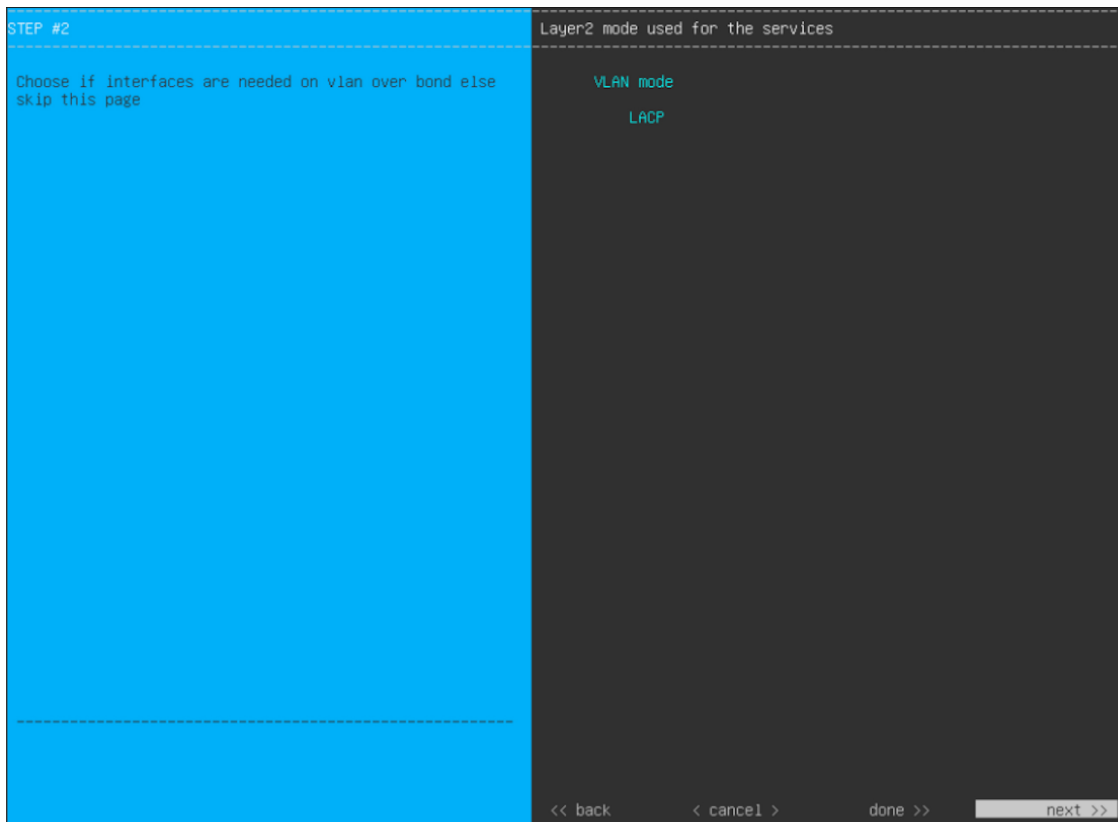 STEP #2
Choose if interfaces are needed on vlan over bond else
skip this page
Layer2 mode used for the services
VLAN mode
LACP
<< back < cancel > done >> next >>